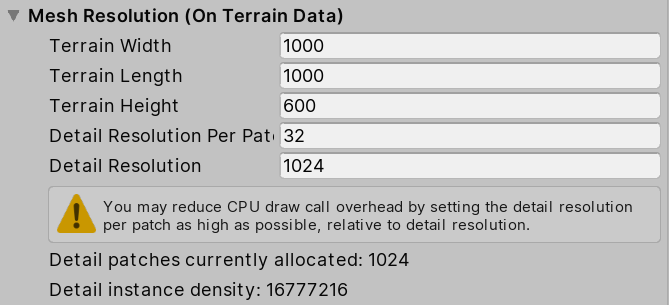 Mesh Resolution (On Terrain Data)
Terrain Width 1000
Terrain Length 1000
Terrain Height 600
Detail Resolution Per Patc 32
Detail Resolution 1024
You may reduce CPU draw call overhead by setting the detail resolution
per patch as high as possible, relative to detail resolution.
Detail patches currently allocated: 1024
Detail instance density: 16777216